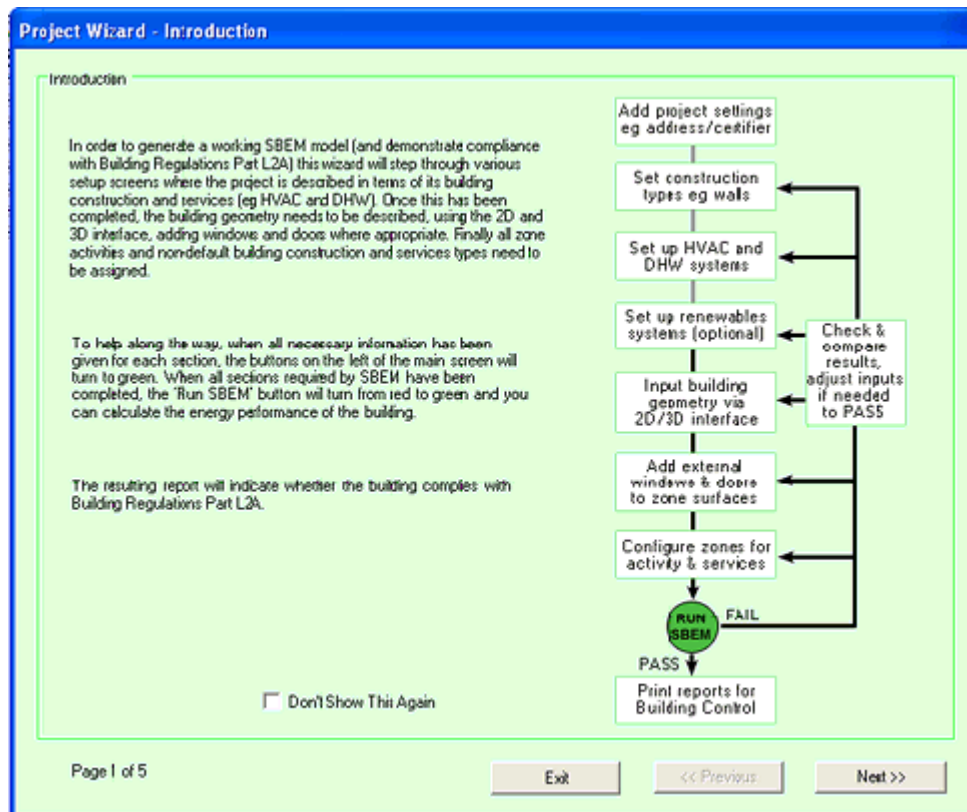 Project Wizard - Introduction
Introduction
In order to generate a working SBEM model (and demonstrate compliance
with Building Regulations Part L2A) this wizard will step through various
setup screens where the project is described in terms of its building
construction and services (eg HVAC and DHW). Once this has been
completed, the building geometry needs to be described, using the 2D and
3D interface, adding windows and doors where appropriate. Finally all zone
activities and non-default building construction and services types need to
be assigned.
To help along the way, when all necessary information has been
given for each section, the buttons on the left of the main screen will
turn to green. When all sections required by SBEM have been
completed, the 'Run SBEM' button will turn from red to green and you
can calculate the energy performance of the building.
The resulting report will indicate whether the building complies with
Building Regulations Part L2A.
Don't Show This Again
Add project settings
eg address/certifier
Set construction
types eg walls
Set up HVAC and
DHW systems
Set up renewables
systems (optional)
Input building
geometry via
2D/3D interface
Add external
windows & doors
to zone surfaces
Configure zones for
activity & services
RUN
SBEM
FAIL
PASS
Print reports for
Building Control
Check &
compare
results,
adjust inputs
if needed
to PASS
Page 1 of 5
Exit
<< Previous
Next >>